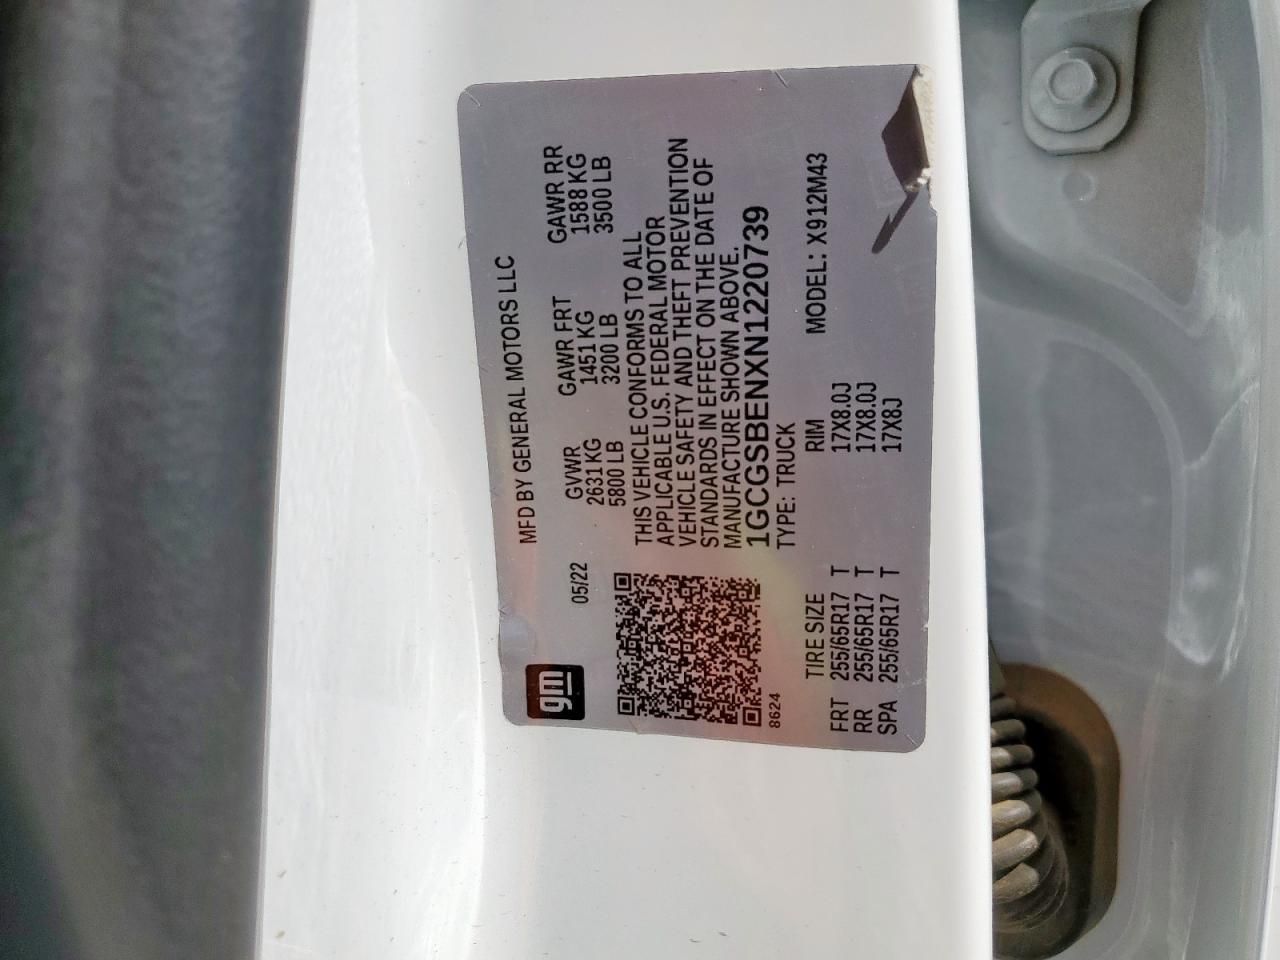 gm
MFD BY GENERAL MOTORS LLC
05/22
GVWR GAWR FRT GAWR RR
2631 KG 1451 KG 1588 KG
5800 LB 3200 LB 3500 LB
THIS VEHICLE CONFORMS TO ALL
APPLICABLE U.S. FEDERAL MOTOR
VEHICLE SAFETY AND THEFT PREVENTION
STANDARDS IN EFFECT ON THE DATE OF
MANUFACTURE SHOWN ABOVE.
1GCGSBENXN1220739
8624
TYPE: TRUCK
TIRE SIZE RIM MODEL: X912M43
FRT 255/65R17 T 17X8.0J
RR 255/65R17 T 17X8.0J
SPA 255/65R17 T 17X8J